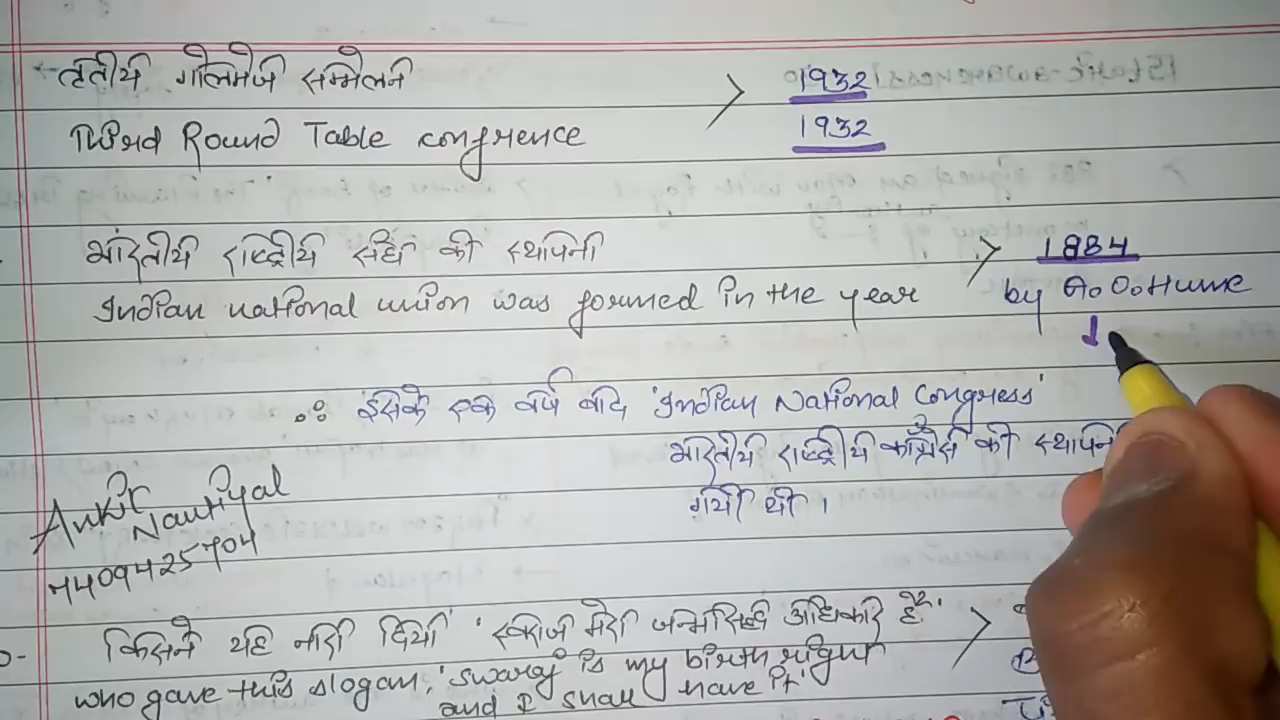 तृतीय गोलमेज सम्मेलन > 1932
Third Round Table confrence 1932
भारतीय राष्ट्रीय संघ की स्थापना > 1884
Indian national union was formed in the year by A.O.Hume
∴ इसके एक वर्ष बाद 'Indian National Congress'
भारतीय राष्ट्रीय काँग्रेस की
गयी थी।
Ankit
Nautiyal
7409425704
किसने यह नारा दिया 'स्वराज मेरा जन्मसिद्ध अधिकार है' >
who gave this slogan, 'swaraj is my birth right
and I shall have it'